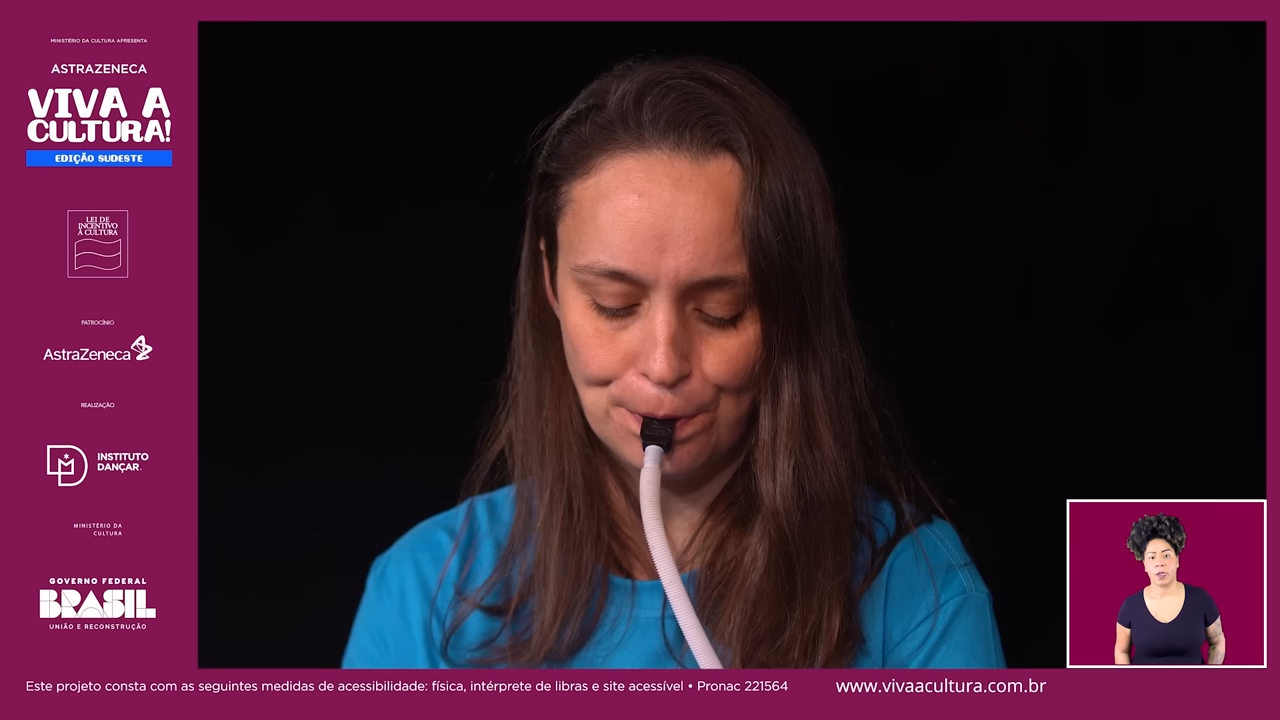 MINISTÉRIO DA CULTURA APRESENTA
ASTRAZENECA
VIVA A
CULTURA!
EDIÇÃO SUDESTE
LEI DE
INCENTIVO
À CULTURA
PATROCÍNIO
AstraZeneca
REALIZAÇÃO
INSTITUTO
DANÇAR.
MINISTÉRIO DA
CULTURA
GOVERNO FEDERAL
BRASIL
UNIÃO E RECONSTRUÇÃO
Este projeto consta com as seguintes medidas de acessibilidade: física, intérprete de libras e site acessível • Pronac 221564
www.vivaacultura.com.br